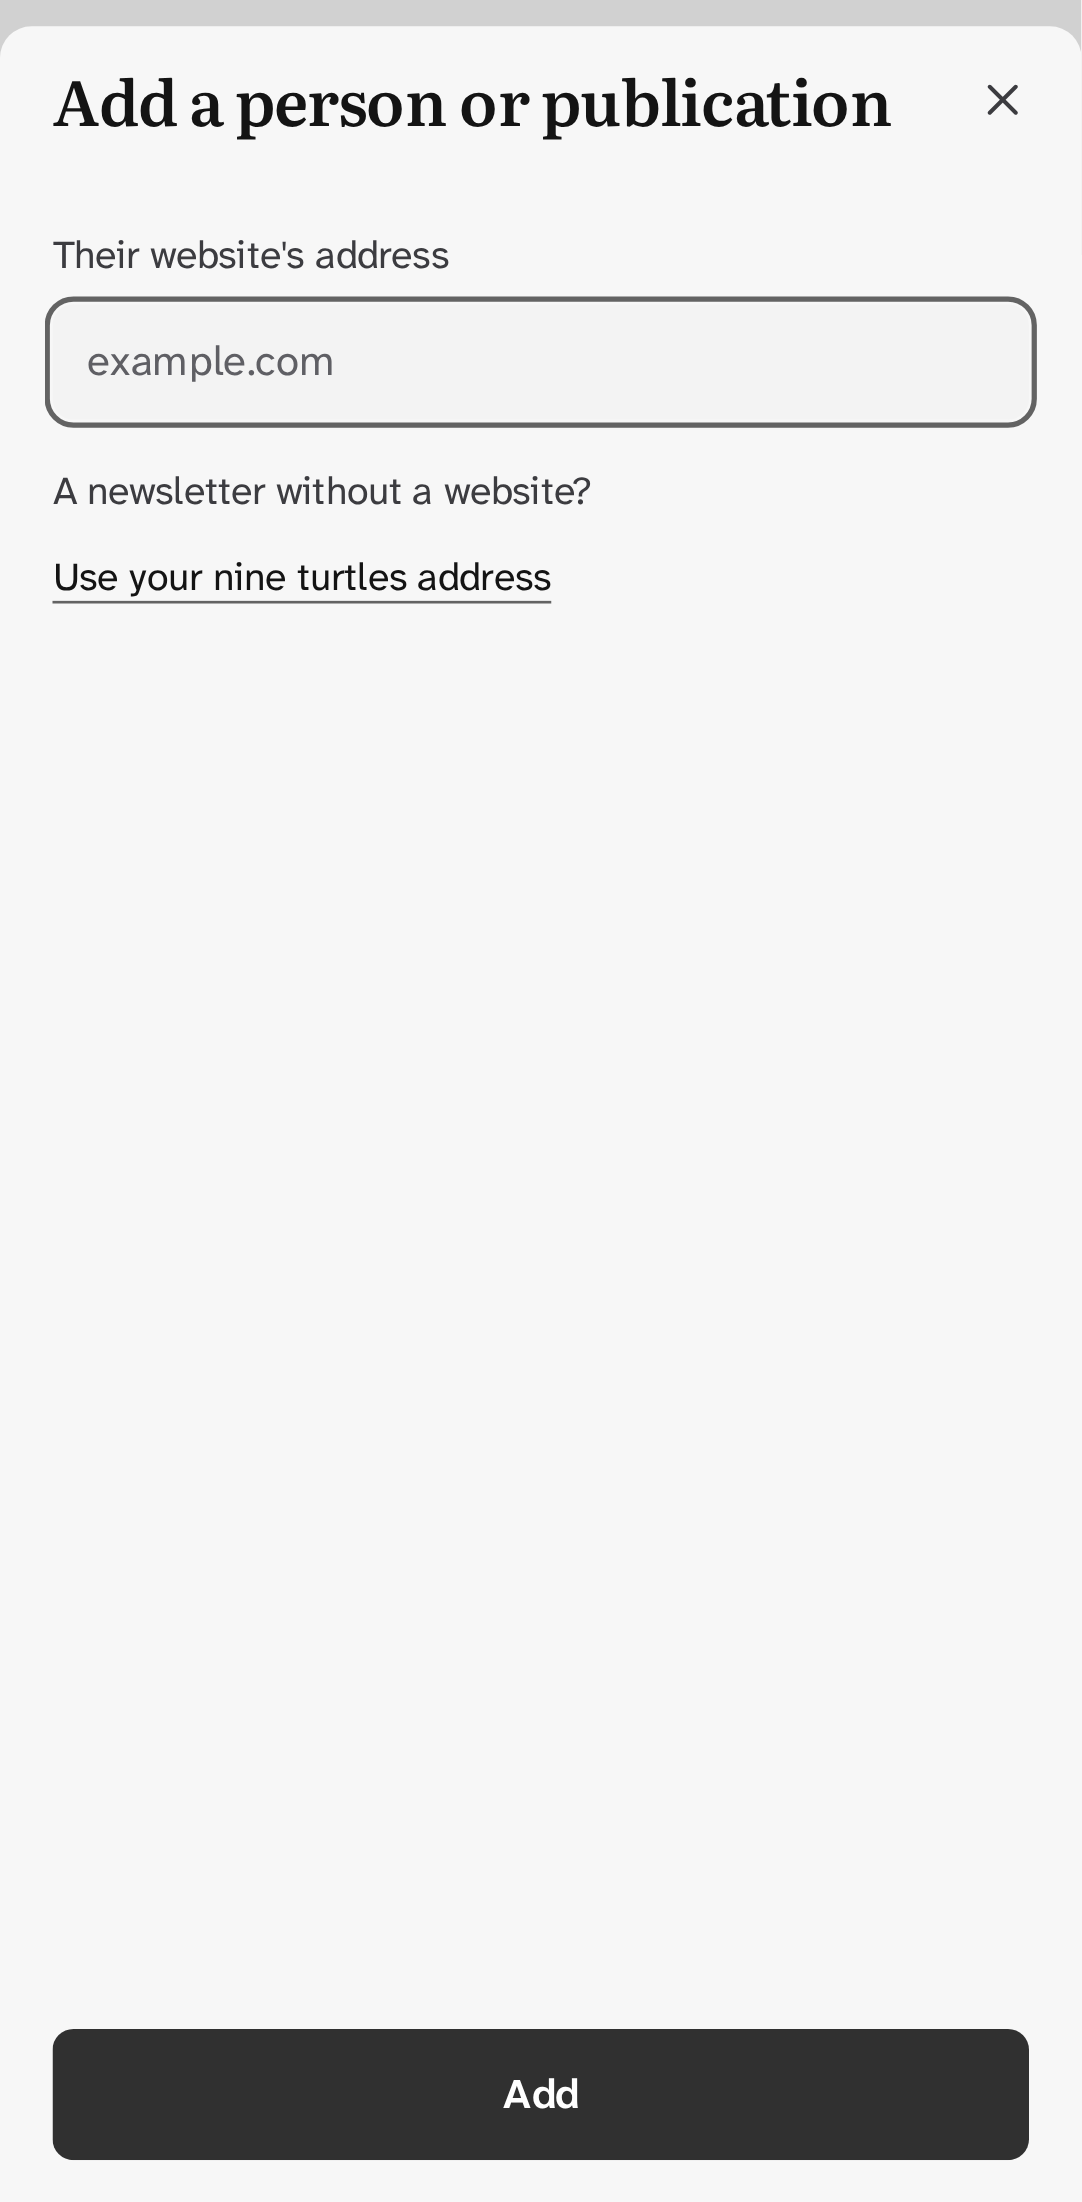 Add a person or publication
Their website's address
example.com
A newsletter without a website?
Use your nine turtles address
Add